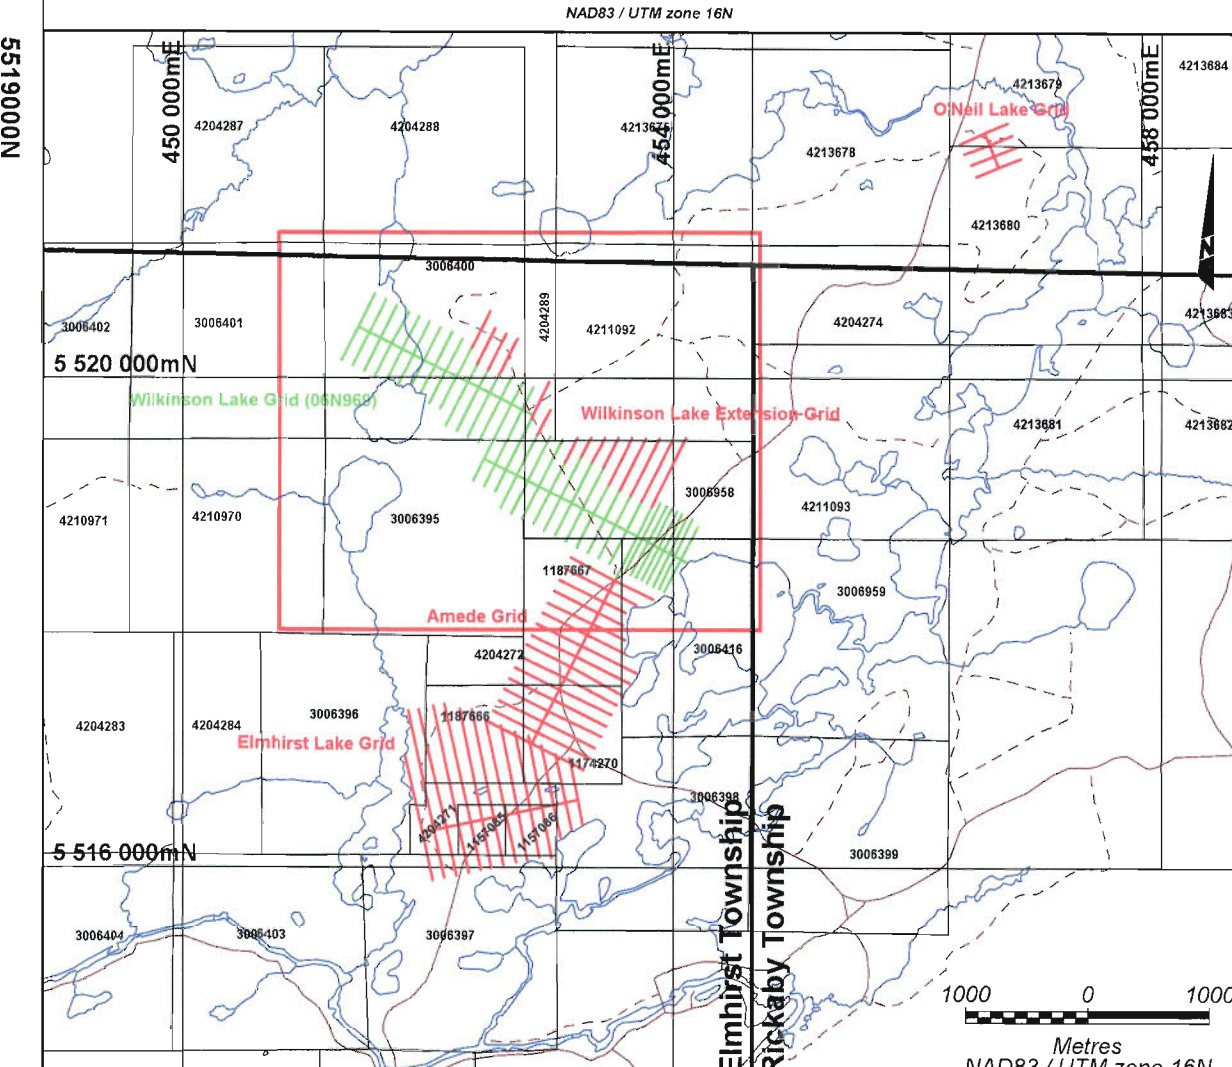 NAD83 / UTM zone 16N
5519000N
450 000mE
454 000mE
458 000mE
4213684
4213679
O'Neil Lake Grid
4204287
4204288
4213678
4213680
3006400
3006402
3006401
4204289
4211092
4204274
5 520 000mN
Wilkinson Lake Grid (06N969)
Wilkinson Lake Extension Grid
4213681
4213682
3006958
4211093
4210971
4210970
3006395
1187667
3006959
Amede Grid
4204272
3006416
4204283
4204284
3006396
1187666
Elmhirst Lake Grid
1174270
3006398
4204271
1157085
1157086
5 516 000mN
3006399
3006404
3006403
3006397
Elmhirst Township
Rickaby Township
N
1000 0 1000
Metres
NAD83 / UTM zone 16N